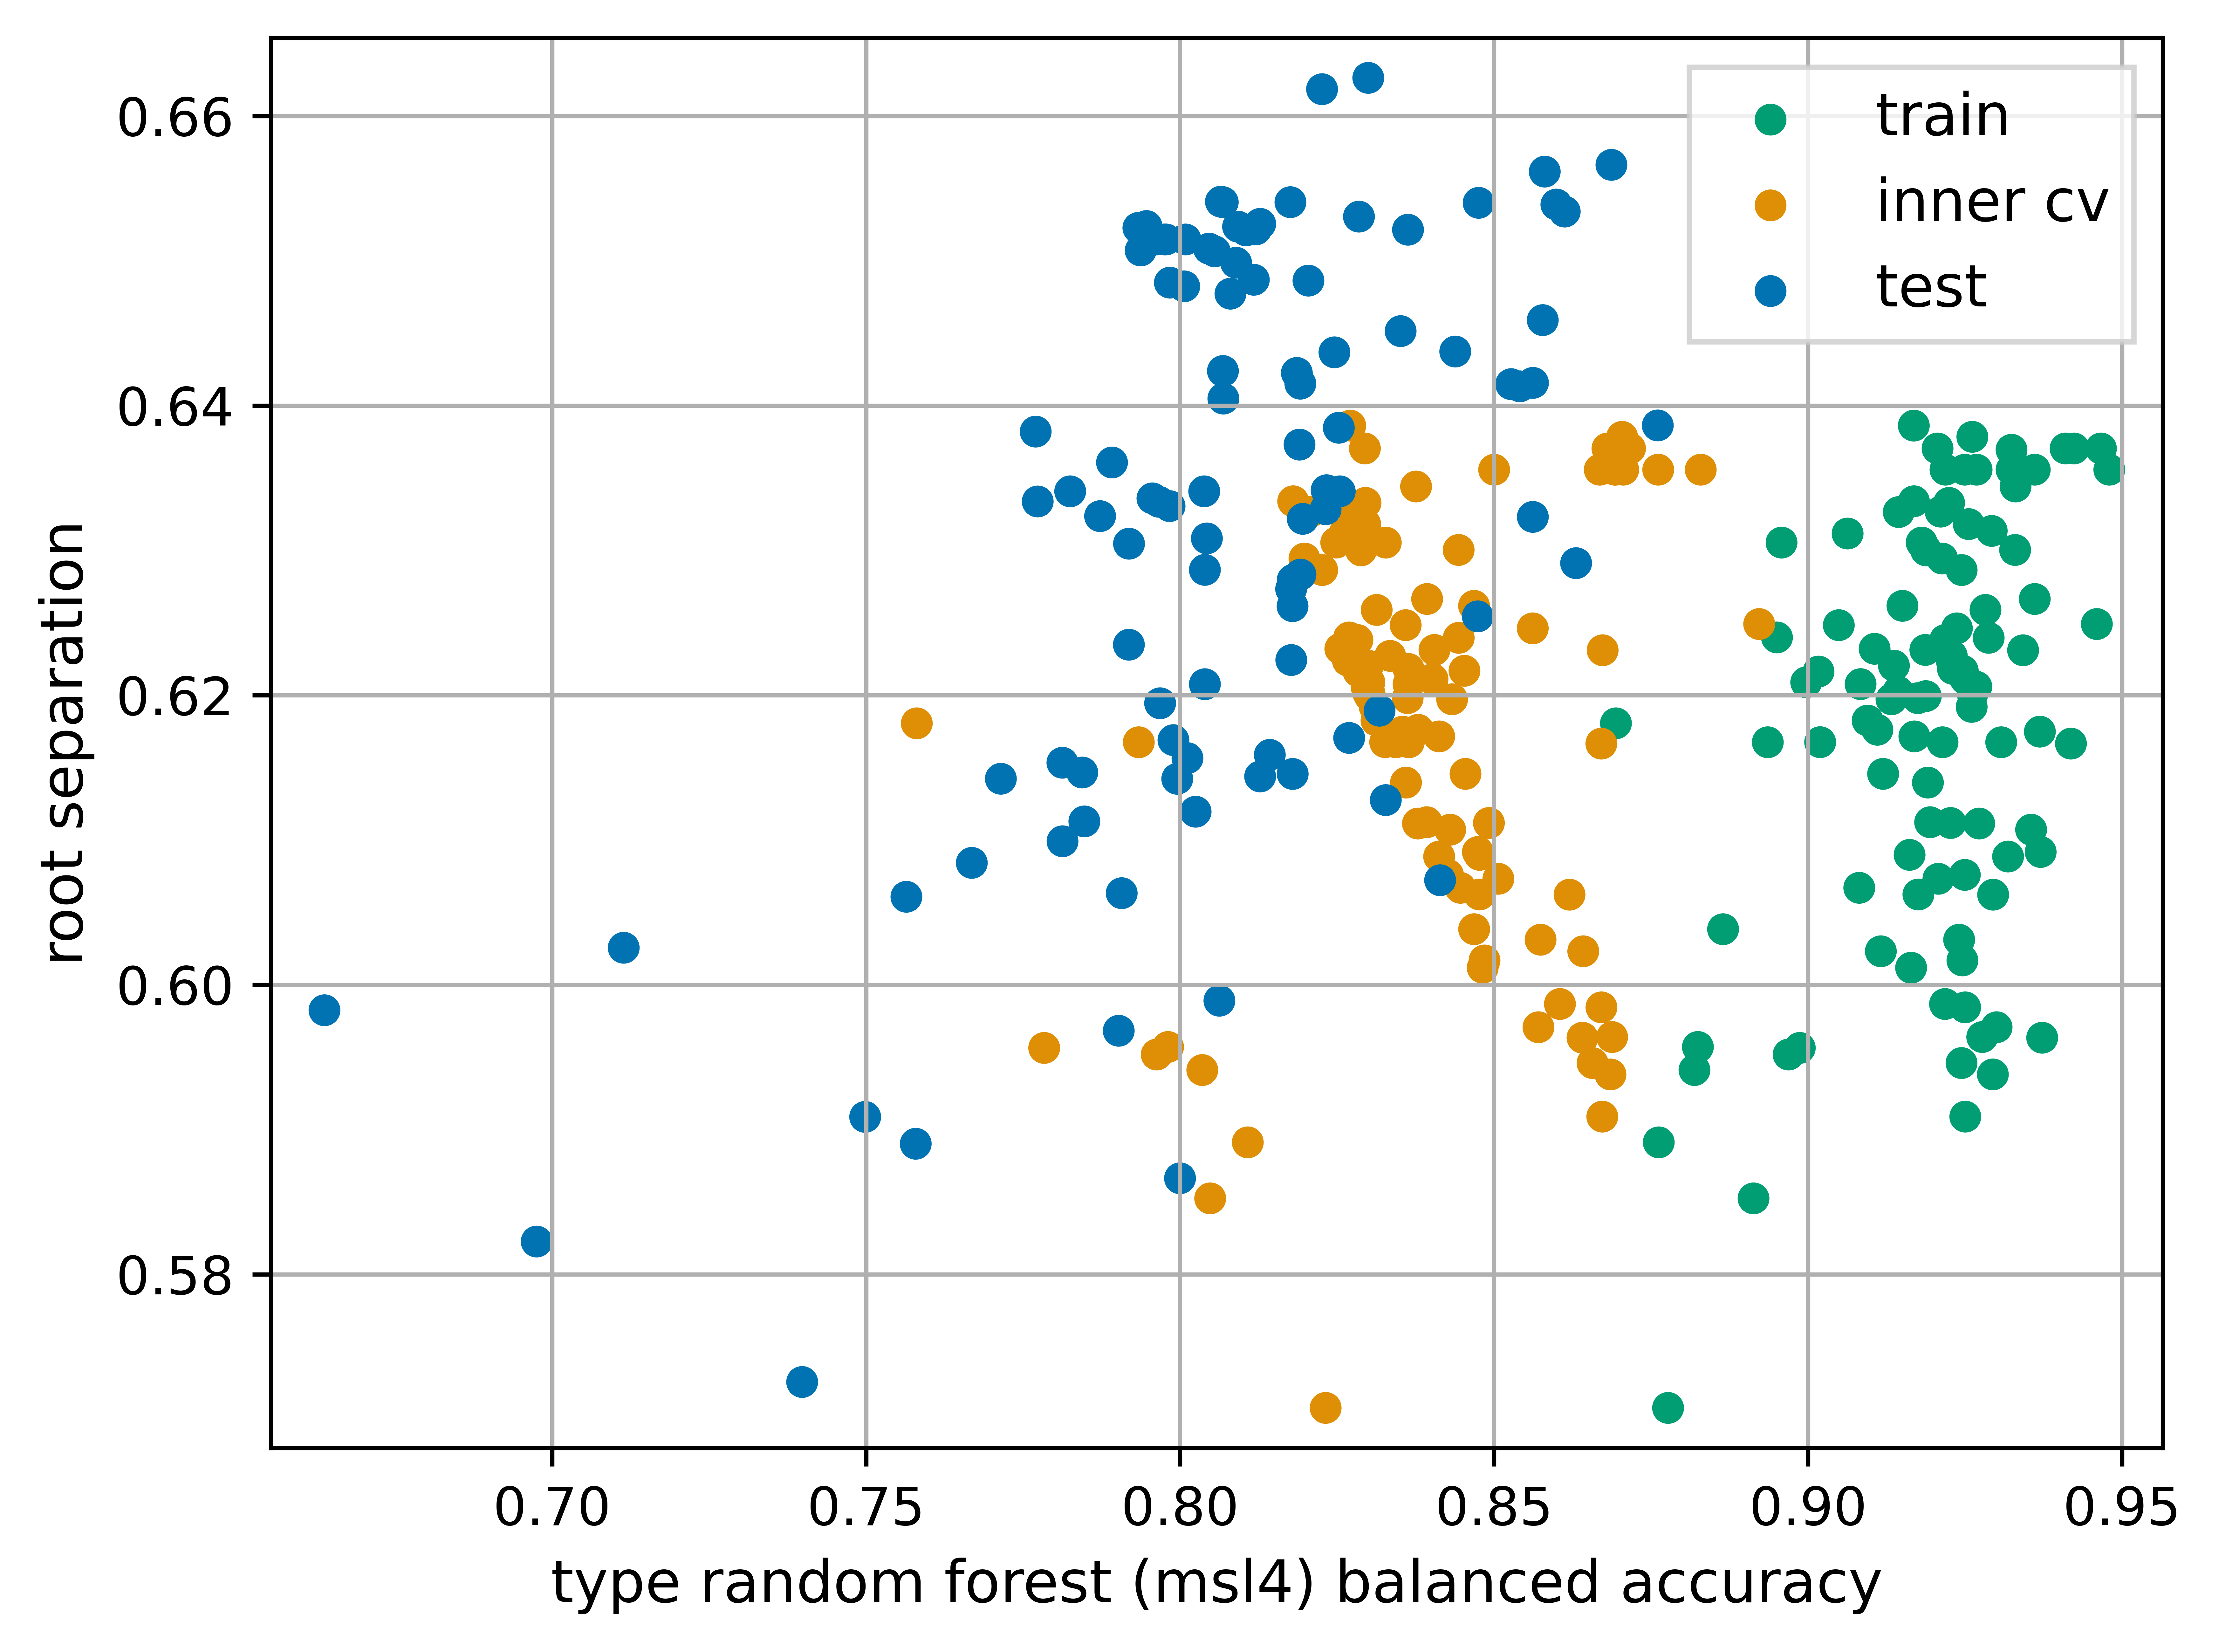 0.66
0.64
0.62
0.60
0.58
root separation
train
inner cv
test
0.70 0.75 0.80 0.85 0.90 0.95
type random forest (msl4) balanced accuracy